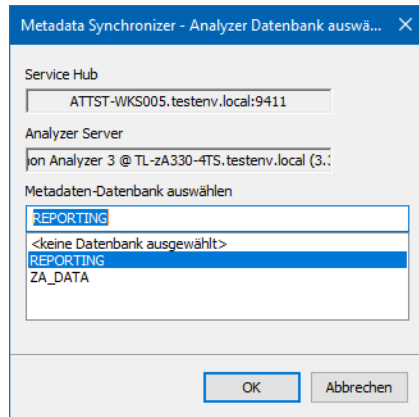 Metadata Synchronizer - Analyzer Datenbank auswä...
Service Hub
ATTST-WKS005.testenv.local:9411
Analyzer Server
on Analyzer 3 @ TL-zA330-4TS.testenv.local (3.
Metadaten-Datenbank auswählen
REPORTING
<keine Datenbank ausgewählt>
REPORTING
ZA_DATA
OK
Abbrechen